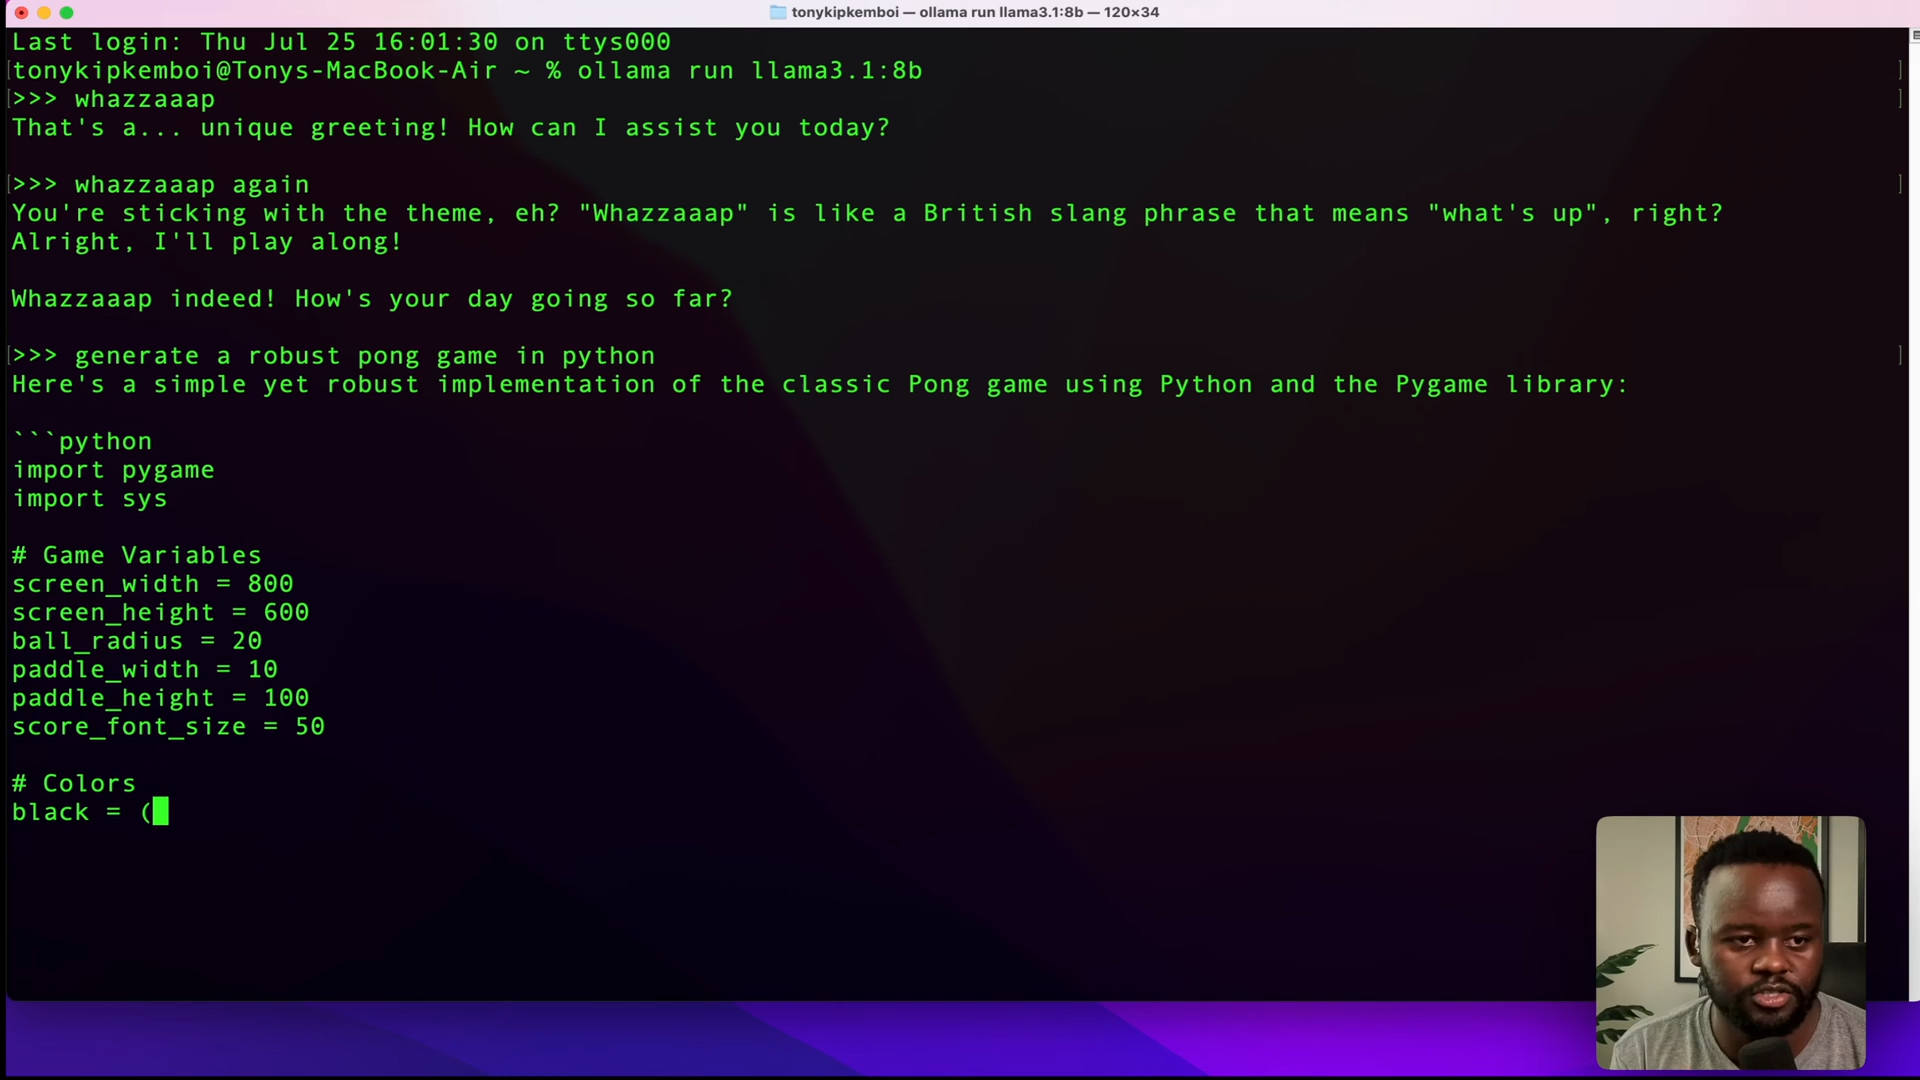 tonykipkemboi — ollama run llama3.1:8b — 120×34
Last login: Thu Jul 25 16:01:30 on ttys000
tonykipkemboi@Tonys-MacBook-Air ~ % ollama run llama3.1:8b
>>> whazzaaap
That's a... unique greeting! How can I assist you today?
>>> whazzaaap again
You're sticking with the theme, eh? "Whazzaaap" is like a British slang phrase that means "what's up", right?
Alright, I'll play along!
Whazzaaap indeed! How's your day going so far?
>>> generate a robust pong game in python
Here's a simple yet robust implementation of the classic Pong game using Python and the Pygame library:
```python
import pygame
import sys
# Game Variables
screen_width = 800
screen_height = 600
ball_radius = 20
paddle_width = 10
paddle_height = 100
score_font_size = 50
# Colors
black = (